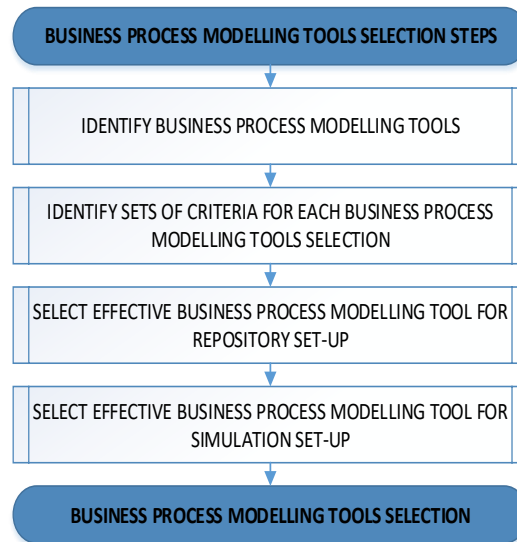 BUSINESS PROCESS MODELLING TOOLS SELECTION STEPS
IDENTIFY BUSINESS PROCESS MODELLING TOOLS
IDENTIFY SETS OF CRITERIA FOR EACH BUSINESS PROCESS
MODELLING TOOLS SELECTION
SELECT EFFECTIVE BUSINESS PROCESS MODELLING TOOL FOR
REPOSITORY SET-UP
SELECT EFFECTIVE BUSINESS PROCESS MODELLING TOOL FOR
SIMULATION SET-UP
BUSINESS PROCESS MODELLING TOOLS SELECTION